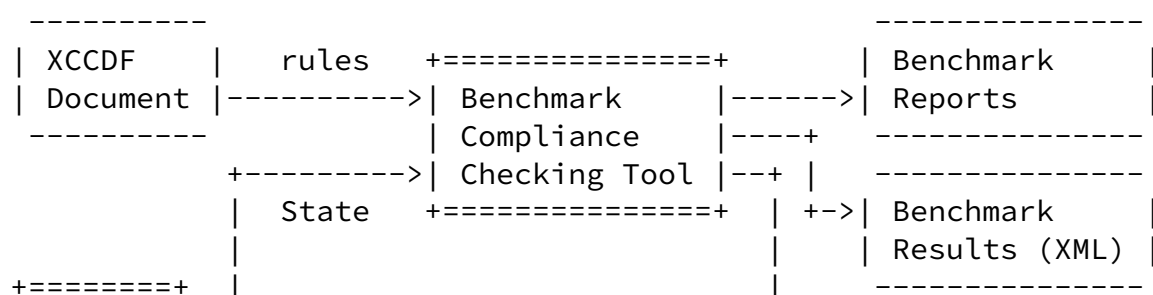 ----------                                      ---------------
| XCCDF    |   rules   +===============+        | Benchmark     |
| Document |---------->| Benchmark     |------>| Reports       |
 ----------            | Compliance    |----+   ---------------
            +--------->| Checking Tool |--+ |   ---------------
            |  State   +===============+  | +->| Benchmark     |
            |                             |    | Results (XML) |
+========+  |                             |     ---------------